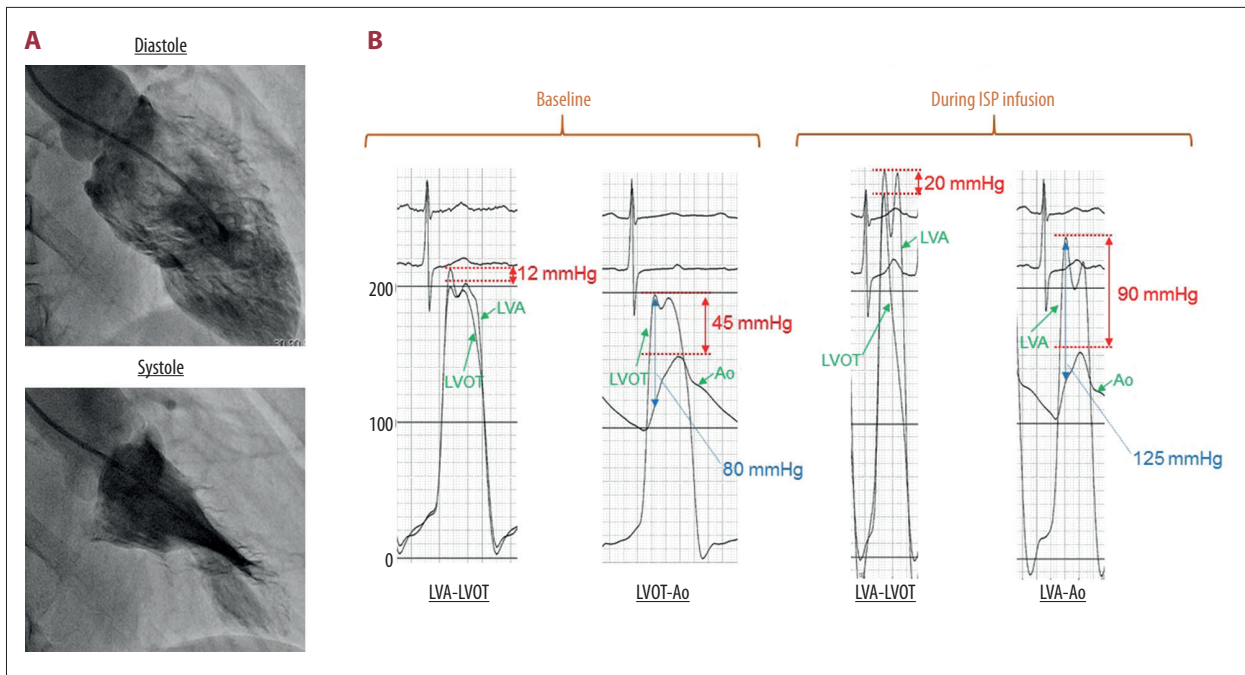 A
Diastole
Systole
B
Baseline
During ISP infusion
12 mmHg
LVA
LVOT
200
100
0
LVA-LVOT
45 mmHg
LVOT
Ao
80 mmHg
LVOT-Ao
20 mmHg
LVA
LVOT
LVA-LVOT
90 mmHg
LVA
Ao
125 mmHg
LVA-Ao